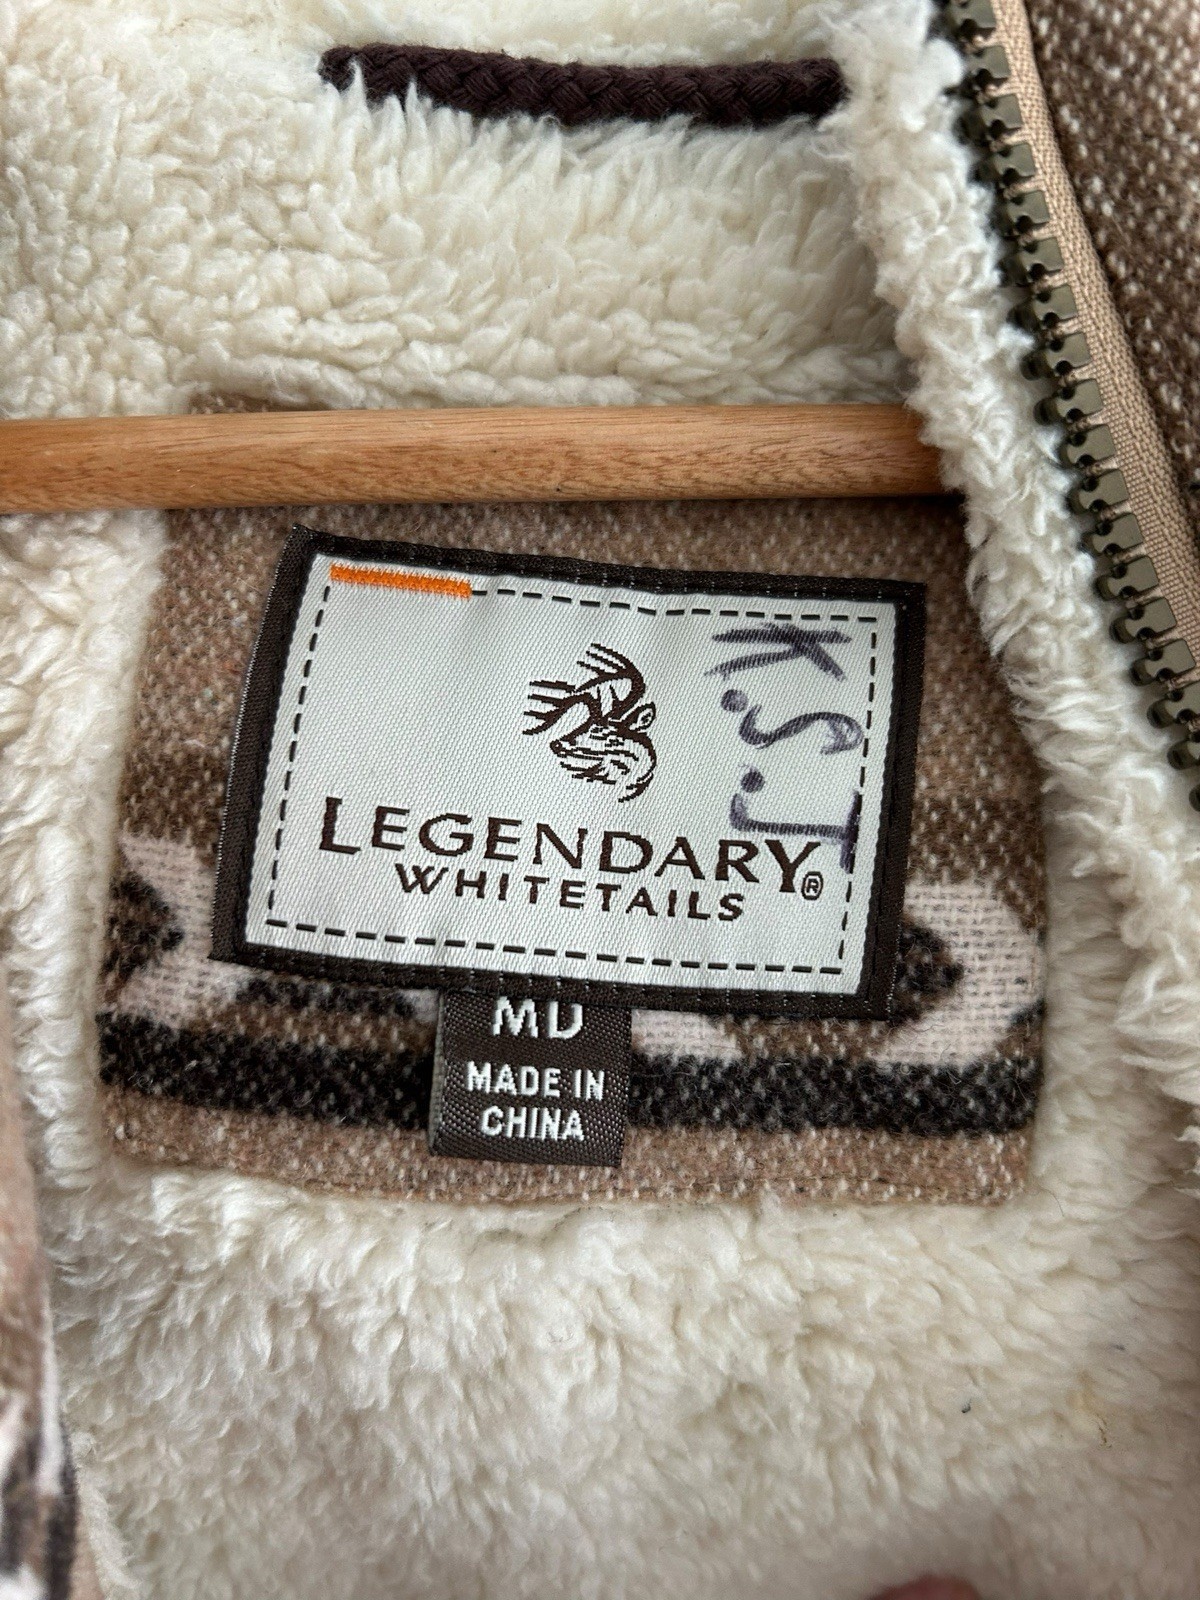 K.S.J
LEGENDARY®
WHITETAILS
MD
MADE IN
CHINA